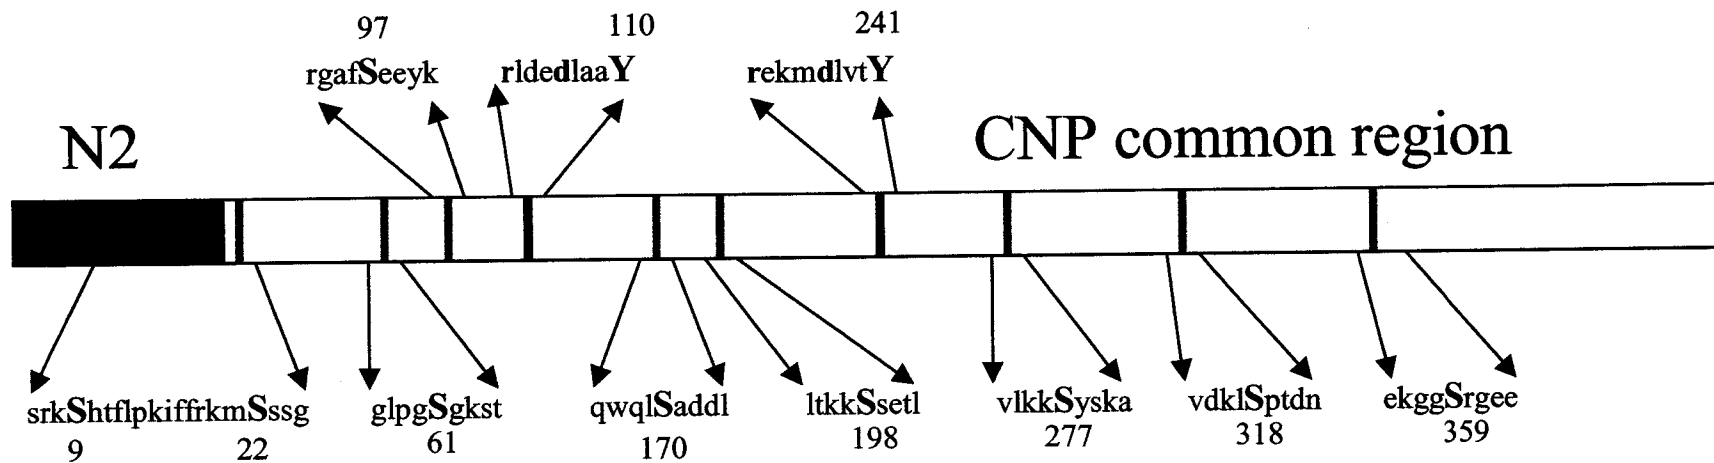 97 110 241
rgafSeeyk rldedlaaY rekmdlvtY
N2 CNP common region
srkShtflpkiffrkmSssg glpgSgkst qwqlSaddl ltkkSsetl vlkkSyska vdklSptdn ekggSrgee
9 22 61 170 198 277 318 359